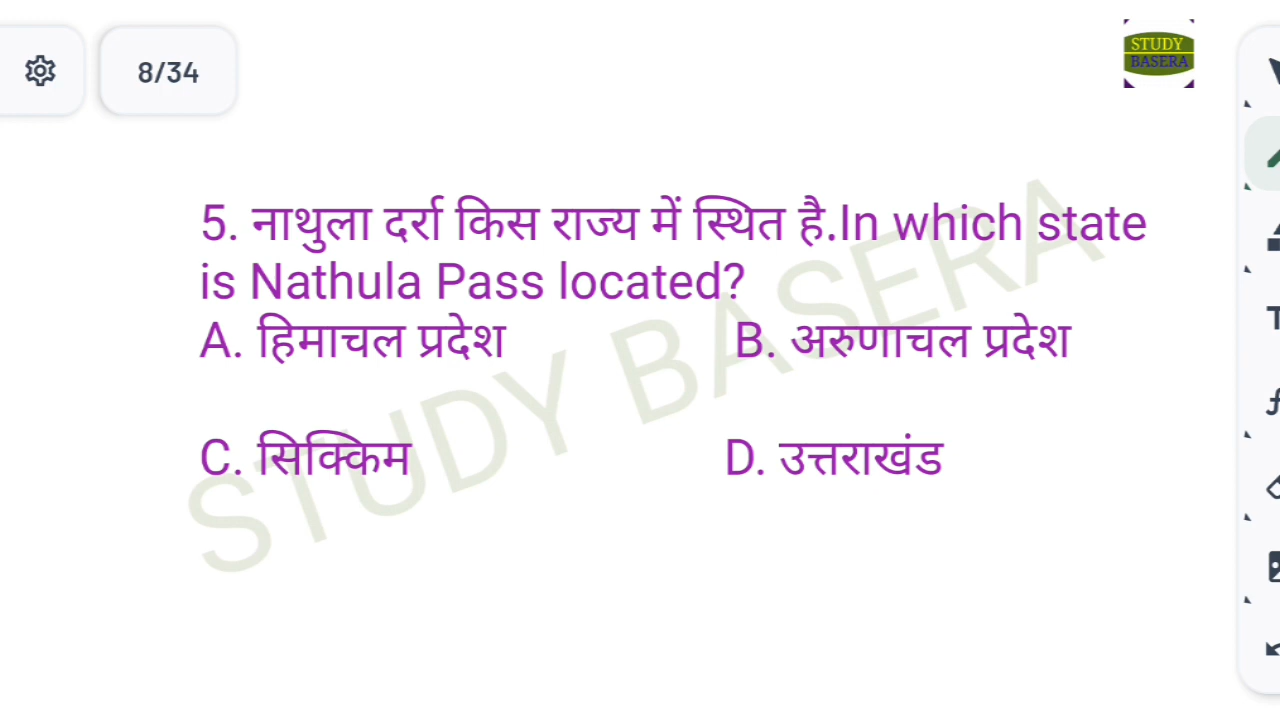 8/34
STUDY
BASERA
5. नाथुला दर्रा किस राज्य में स्थित है.In which state
is Nathula Pass located?
A. हिमाचल प्रदेश B. अरुणाचल प्रदेश
C. सिक्किम D. उत्तराखंड
STUDY BASERA